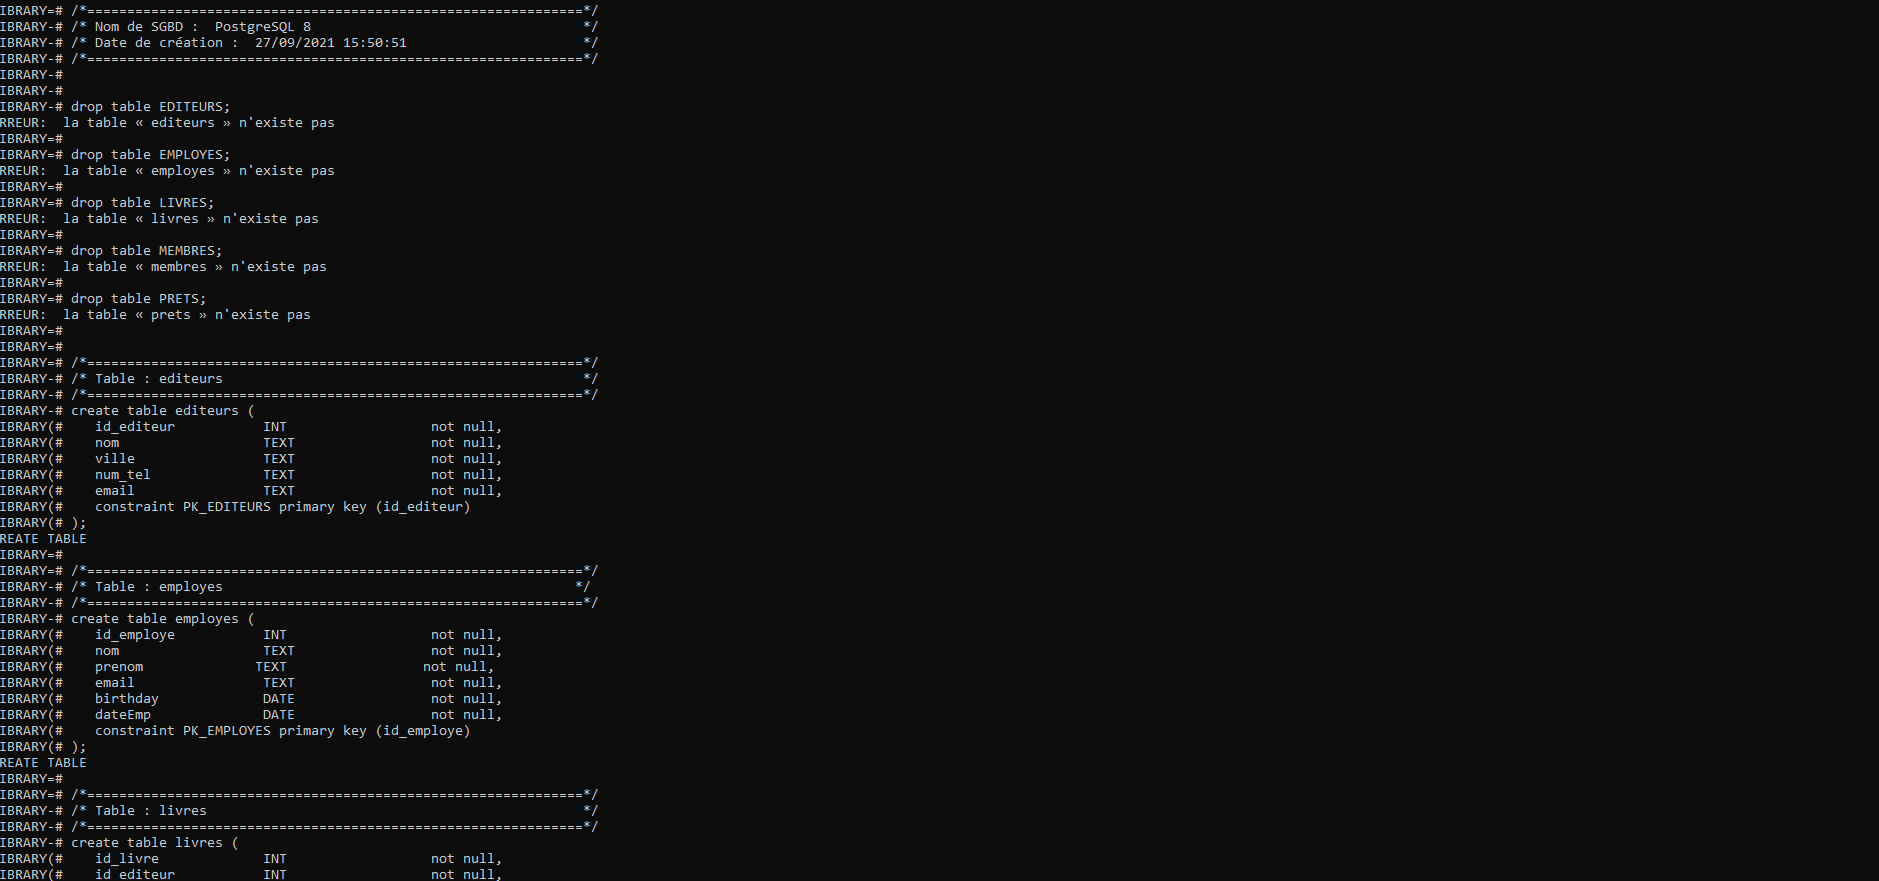 IBRARY=# /*==============================================================*/
IBRARY-# /* Nom de SGBD :  PostgreSQL 8                                  */
IBRARY-# /* Date de création :  27/09/2021 15:50:51                      */
IBRARY-# /*==============================================================*/
IBRARY-#
IBRARY-#
IBRARY-# drop table EDITEURS;
RREUR:  la table « editeurs » n'existe pas
IBRARY=#
IBRARY=# drop table EMPLOYES;
RREUR:  la table « employes » n'existe pas
IBRARY=#
IBRARY=# drop table LIVRES;
RREUR:  la table « livres » n'existe pas
IBRARY=#
IBRARY=# drop table MEMBRES;
RREUR:  la table « membres » n'existe pas
IBRARY=#
IBRARY=# drop table PRETS;
RREUR:  la table « prets » n'existe pas
IBRARY=#
IBRARY=#
IBRARY=# /*==============================================================*/
IBRARY-# /* Table : editeurs                                             */
IBRARY-# /*==============================================================*/
IBRARY-# create table editeurs (
IBRARY(#    id_editeur           INT                  not null,
IBRARY(#    nom                  TEXT                 not null,
IBRARY(#    ville                TEXT                 not null,
IBRARY(#    num_tel              TEXT                 not null,
IBRARY(#    email                TEXT                 not null,
IBRARY(#    constraint PK_EDITEURS primary key (id_editeur)
IBRARY(# );
REATE TABLE
IBRARY=#
IBRARY=# /*==============================================================*/
IBRARY-# /* Table : employes                                            */
IBRARY-# /*==============================================================*/
IBRARY-# create table employes (
IBRARY(#    id_employe           INT                  not null,
IBRARY(#    nom                  TEXT                 not null,
IBRARY(#    prenom              TEXT                 not null,
IBRARY(#    email                TEXT                 not null,
IBRARY(#    birthday             DATE                 not null,
IBRARY(#    dateEmp              DATE                 not null,
IBRARY(#    constraint PK_EMPLOYES primary key (id_employe)
IBRARY(# );
REATE TABLE
IBRARY=#
IBRARY=# /*==============================================================*/
IBRARY-# /* Table : livres                                               */
IBRARY-# /*==============================================================*/
IBRARY-# create table livres (
IBRARY(#    id_livre             INT                  not null,
IBRARY(#    id_editeur           INT                  not null,